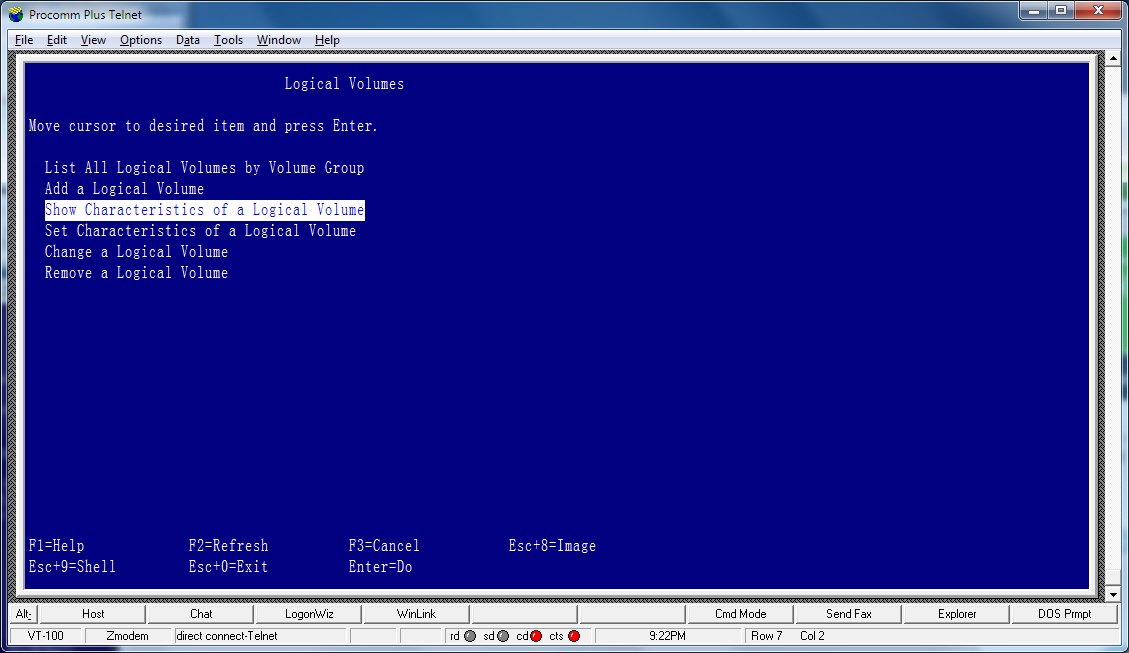 Procomm Plus Telnet
File Edit View Options Data Tools Window Help
Logical Volumes
Move cursor to desired item and press Enter.
List All Logical Volumes by Volume Group
Add a Logical Volume
Show Characteristics of a Logical Volume
Set Characteristics of a Logical Volume
Change a Logical Volume
Remove a Logical Volume
F1=Help F2=Refresh F3=Cancel Esc+8=Image
Esc+9=Shell Esc+0=Exit Enter=Do
Alt- Host Chat LogonWiz WinLink Cmd Mode Send Fax Explorer DOS Prmpt
VT-100 Zmodem direct connect-Telnet rd sd cd cts 9:22PM Row 7 Col 2